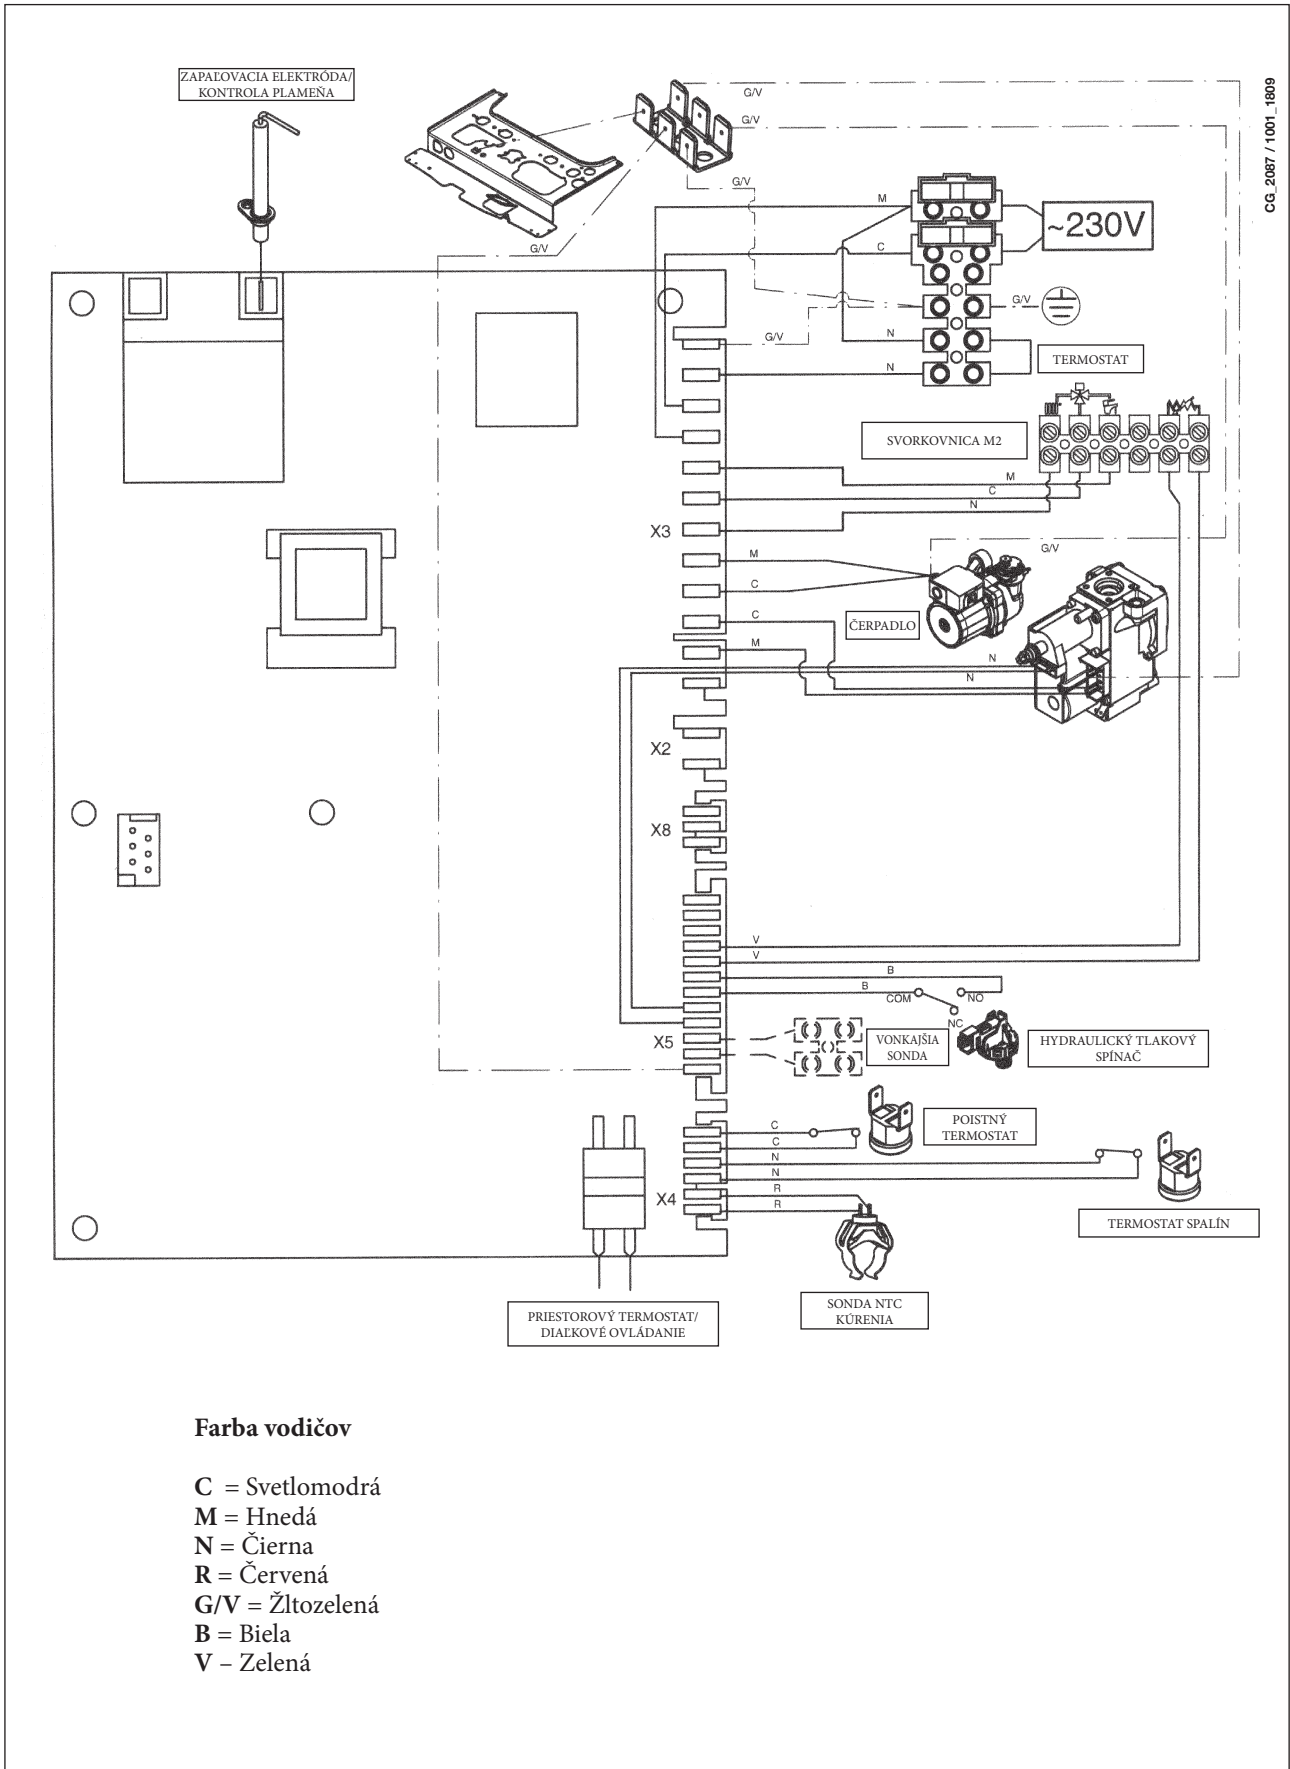 ZAPAĽOVACIA ELEKTRÓDA/
KONTROLA PLAMEŇA
CG_2087 / 1001_1809
G/V
G/V
G/V
G/V
M
C
~230V
G/V
G/V
N
N
TERMOSTAT
SVORKOVNICA M2
M
C
N
X3
G/V
M
C
ČERPADLO
C
M
N
N
X2
X8
V
V
B
B
COM
NO
NC
X5
VONKAJŠIA
SONDA
HYDRAULICKÝ TLAKOVÝ
SPÍNAČ
POISTNÝ
TERMOSTAT
C
C
N
N
X4
R
R
TERMOSTAT SPALÍN
SONDA NTC
KÚRENIA
PRIESTOROVÝ TERMOSTAT/
DIAĽKOVÉ OVLÁDANIE
Farba vodičov
C = Svetlomodrá
M = Hnedá
N = Čierna
R = Červená
G/V = Žltozelená
B = Biela
V – Zelená